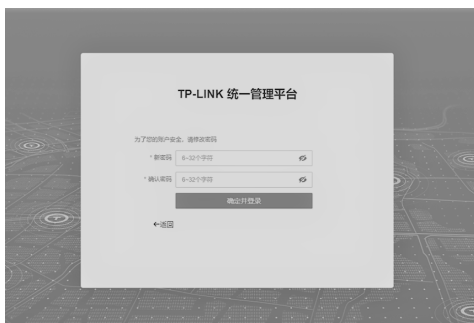 TP-LINK 统一管理平台
为了您的账户安全，请修改密码
* 新密码 6-32个字符
* 确认密码 6-32个字符
确定并登录
←返回